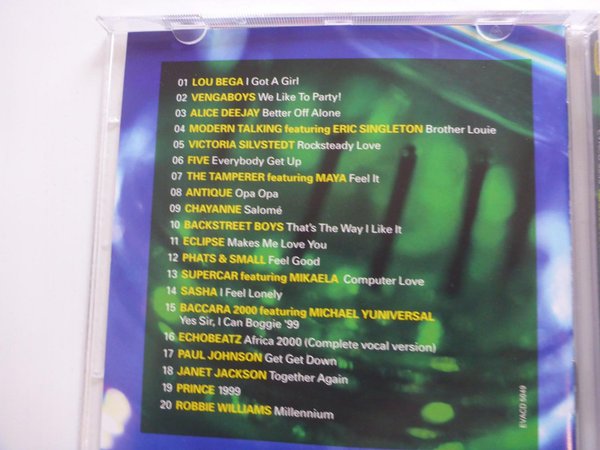 01 LOU BEGA I Got A Girl
02 VENGABOYS We Like To Party!
03 ALICE DEEJAY Better Off Alone
04 MODERN TALKING featuring ERIC SINGLETON Brother Louie
05 VICTORIA SILVSTEDT Rocksteady Love
06 FIVE Everybody Get Up
07 THE TAMPERER featuring MAYA Feel It
08 ANTIQUE Opa Opa
09 CHAYANNE Salomé
10 BACKSTREET BOYS That's The Way I Like It
11 ECLIPSE Makes Me Love You
12 PHATS & SMALL Feel Good
13 SUPERCAR featuring MIKAELA Computer Love
14 SASHA I Feel Lonely
15 BACCARA 2000 featuring MICHAEL YUNIVERSAL
Yes Sir, I Can Boggie '99
16 ECHOBEATZ Africa 2000 (Complete vocal version)
17 PAUL JOHNSON Get Get Down
18 JANET JACKSON Together Again
19 PRINCE 1999
20 ROBBIE WILLIAMS Millennium
EVACD 5049